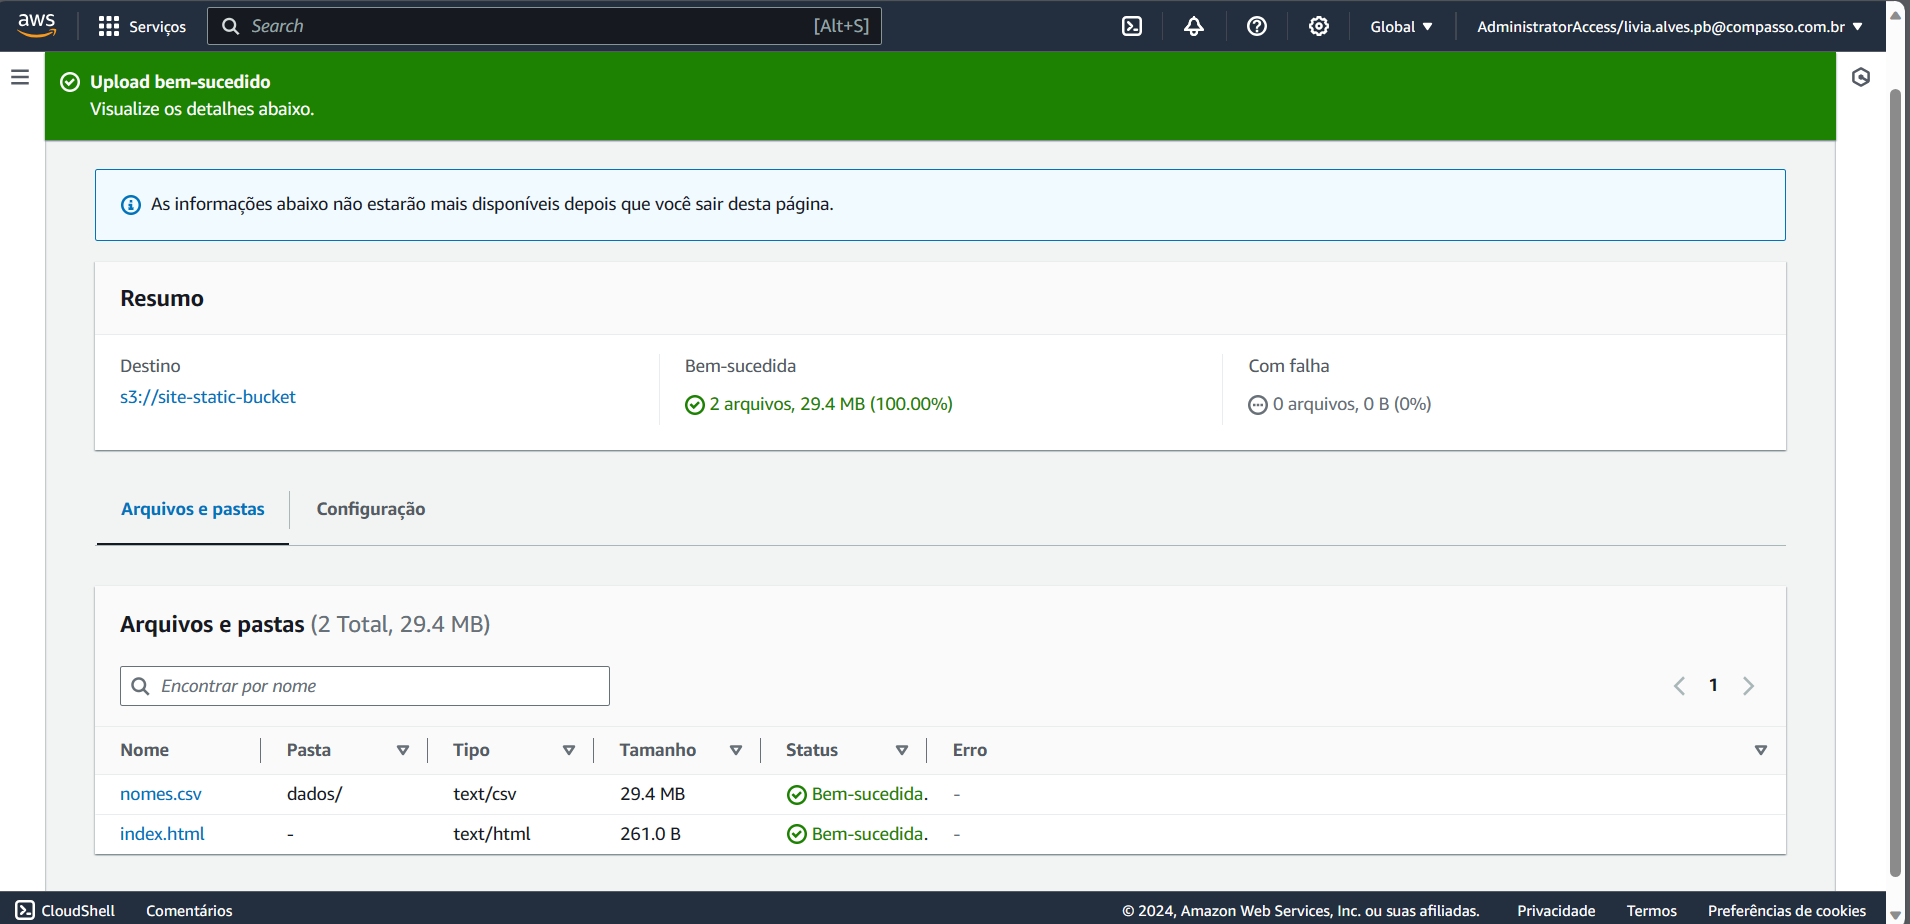 aws
Serviços
Search
[Alt+S]
Global
AdministratorAccess/livia.alves.pb@compasso.com.br
Upload bem-sucedido
Visualize os detalhes abaixo.
As informações abaixo não estarão mais disponíveis depois que você sair desta página.
Resumo
Destino
s3://site-static-bucket
Bem-sucedida
2 arquivos, 29.4 MB (100.00%)
Com falha
0 arquivos, 0 B (0%)
Arquivos e pastas
Configuração
Arquivos e pastas (2 Total, 29.4 MB)
Encontrar por nome
1
Nome Pasta Tipo Tamanho Status Erro
nomes.csv dados/ text/csv 29.4 MB Bem-sucedida. -
index.html - text/html 261.0 B Bem-sucedida. -
CloudShell Comentários © 2024, Amazon Web Services, Inc. ou suas afiliadas. Privacidade Termos Preferências de cookies